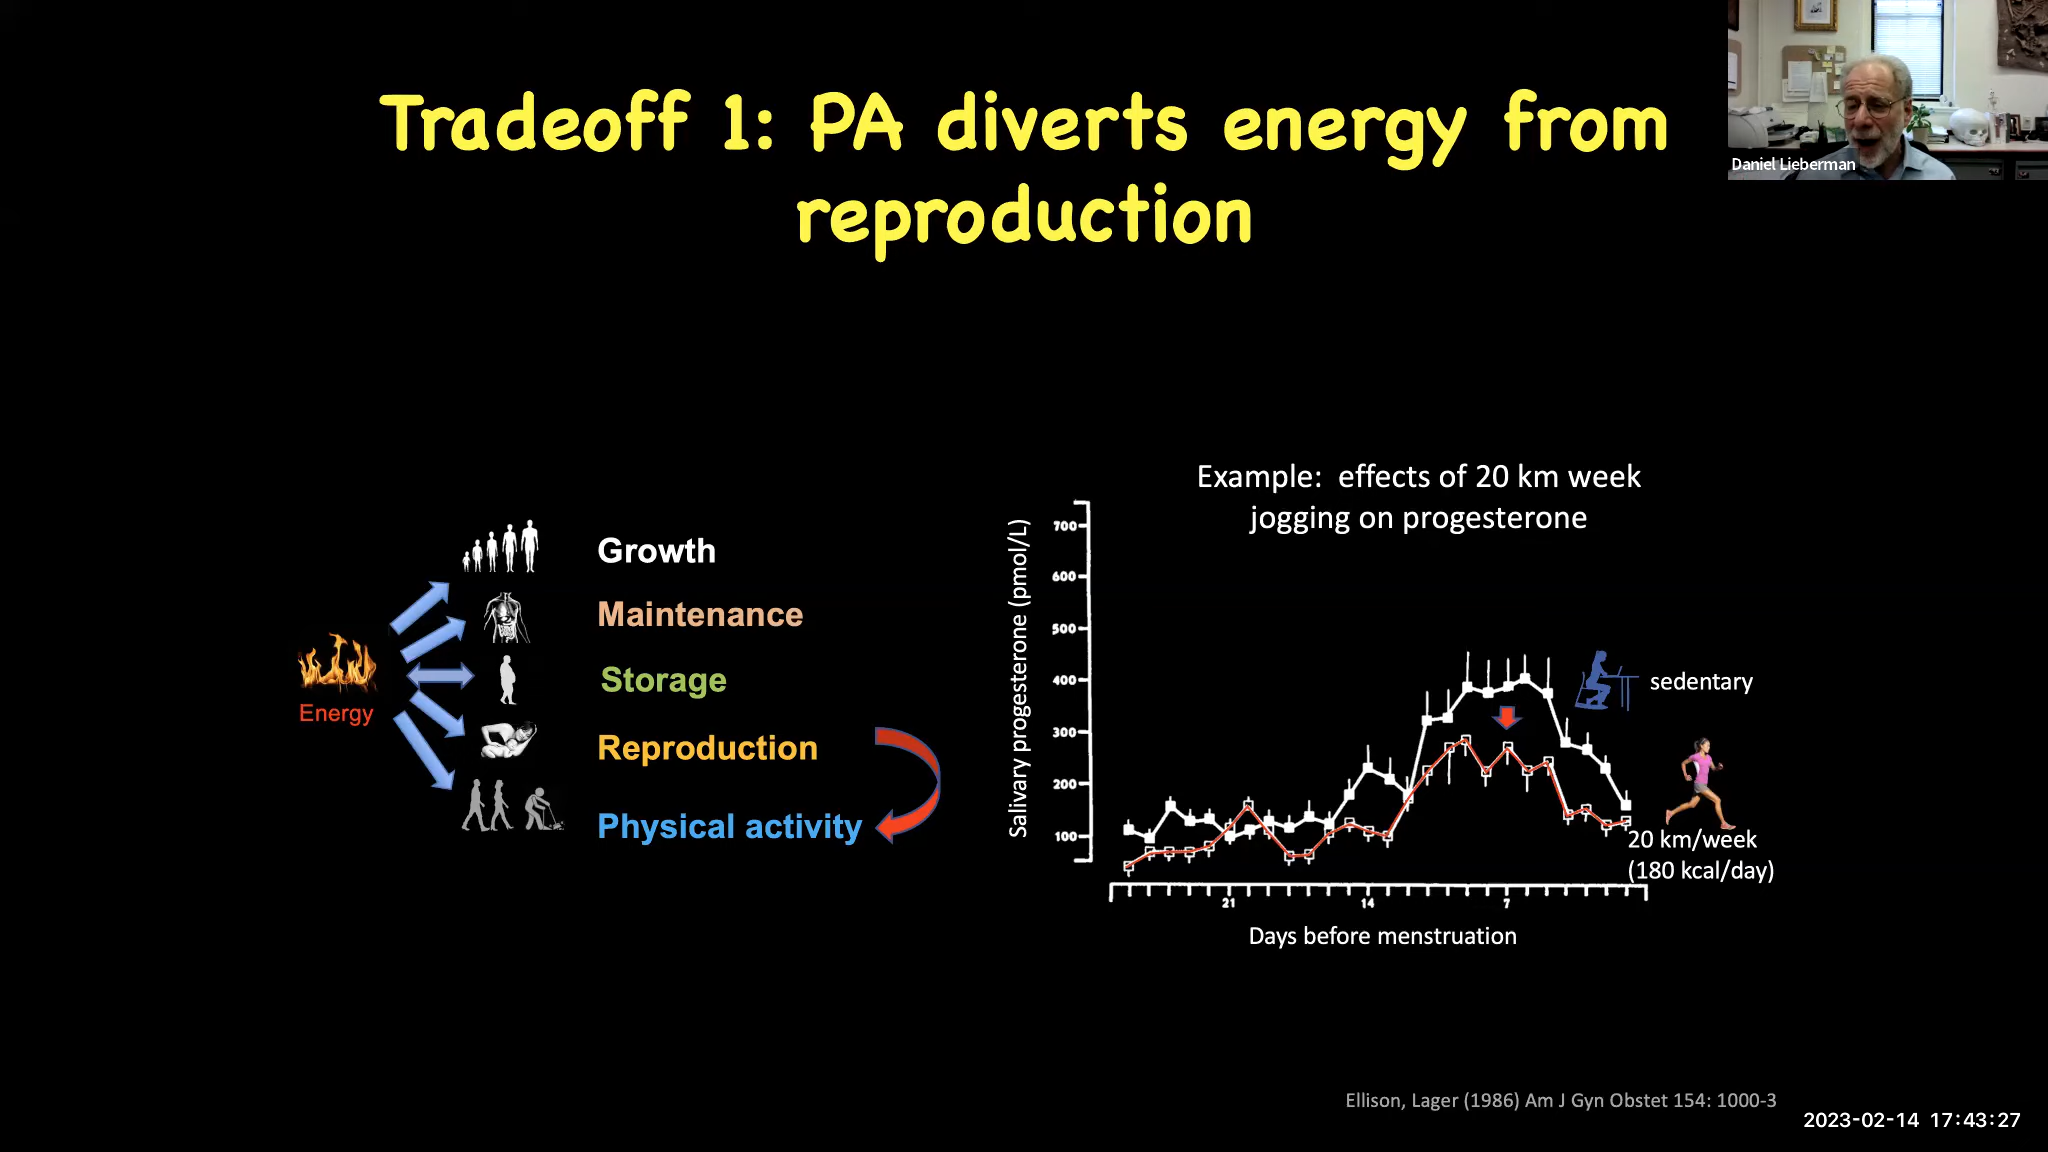 Tradeoff 1: PA diverts energy from
reproduction
Daniel Lieberman
Energy
Growth
Maintenance
Storage
Reproduction
Physical activity
Example: effects of 20 km week
jogging on progesterone
Salivary progesterone (pmol/L)
700
600
500
400
300
200
100
sedentary
20 km/week
(180 kcal/day)
21
14
7
Days before menstruation
Ellison, Lager (1986) Am J Gyn Obstet 154: 1000-3
2023-02-14 17:43:27